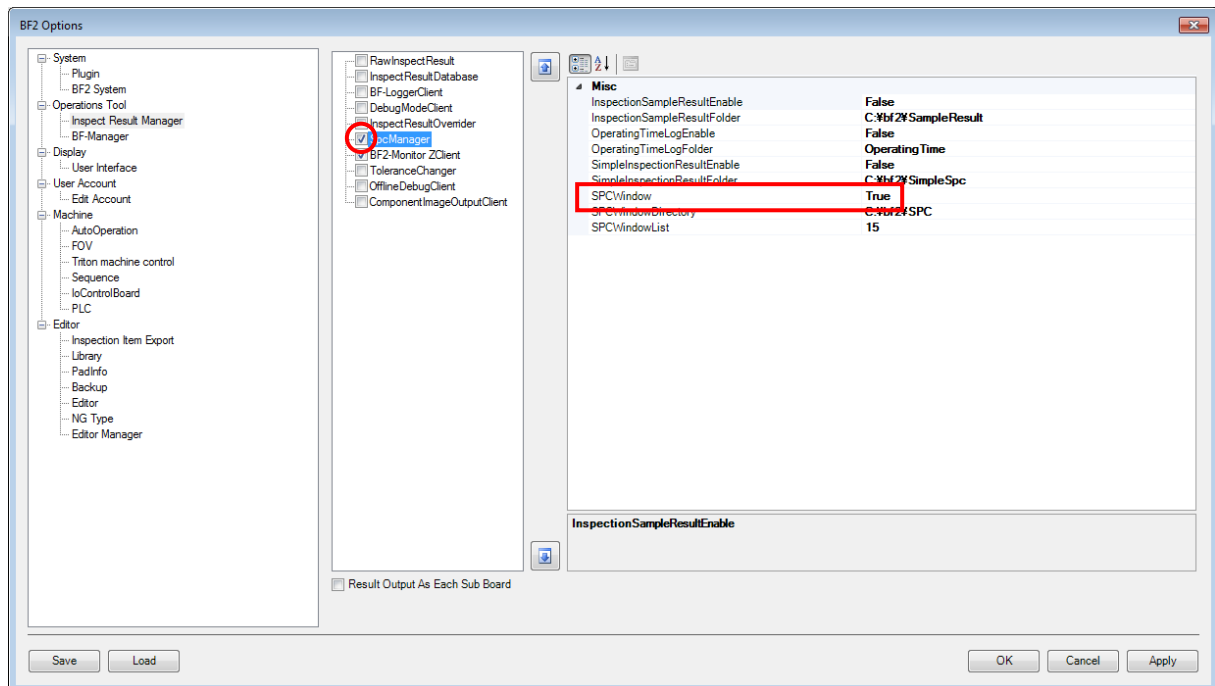 BF2 Options
System
Plugin
BF2 System
Operations Tool
Inspect Result Manager
BF-Manager
Display
User Interface
User Account
Edit Account
Machine
AutoOperation
FOV
Triton machine control
Sequence
IoControlBoard
PLC
Editor
Inspection Item Export
Library
PadInfo
Backup
Editor
NG Type
Editor Manager
RawInspectResult
InspectResultDatabase
BF-LoggerClient
DebugModeClient
InspectResultOverrider
SpcManager
BF2-Monitor ZClient
ToleranceChanger
OfflineDebugClient
ComponentImageOutputClient
Result Output As Each Sub Board
Misc
InspectionSampleResultEnable False
InspectionSampleResultFolder C:¥bf2¥SampleResult
OperatingTimeLogEnable False
OperatingTimeLogFolder OperatingTime
SimpleInspectionResultEnable False
SimpleInspectionResultFolder C:¥bf2¥SimpleSpc
SPCWindow True
SPCWindowDirectory C:¥bf2¥SPC
SPCWindowList 15
InspectionSampleResultEnable
Save Load OK Cancel Apply